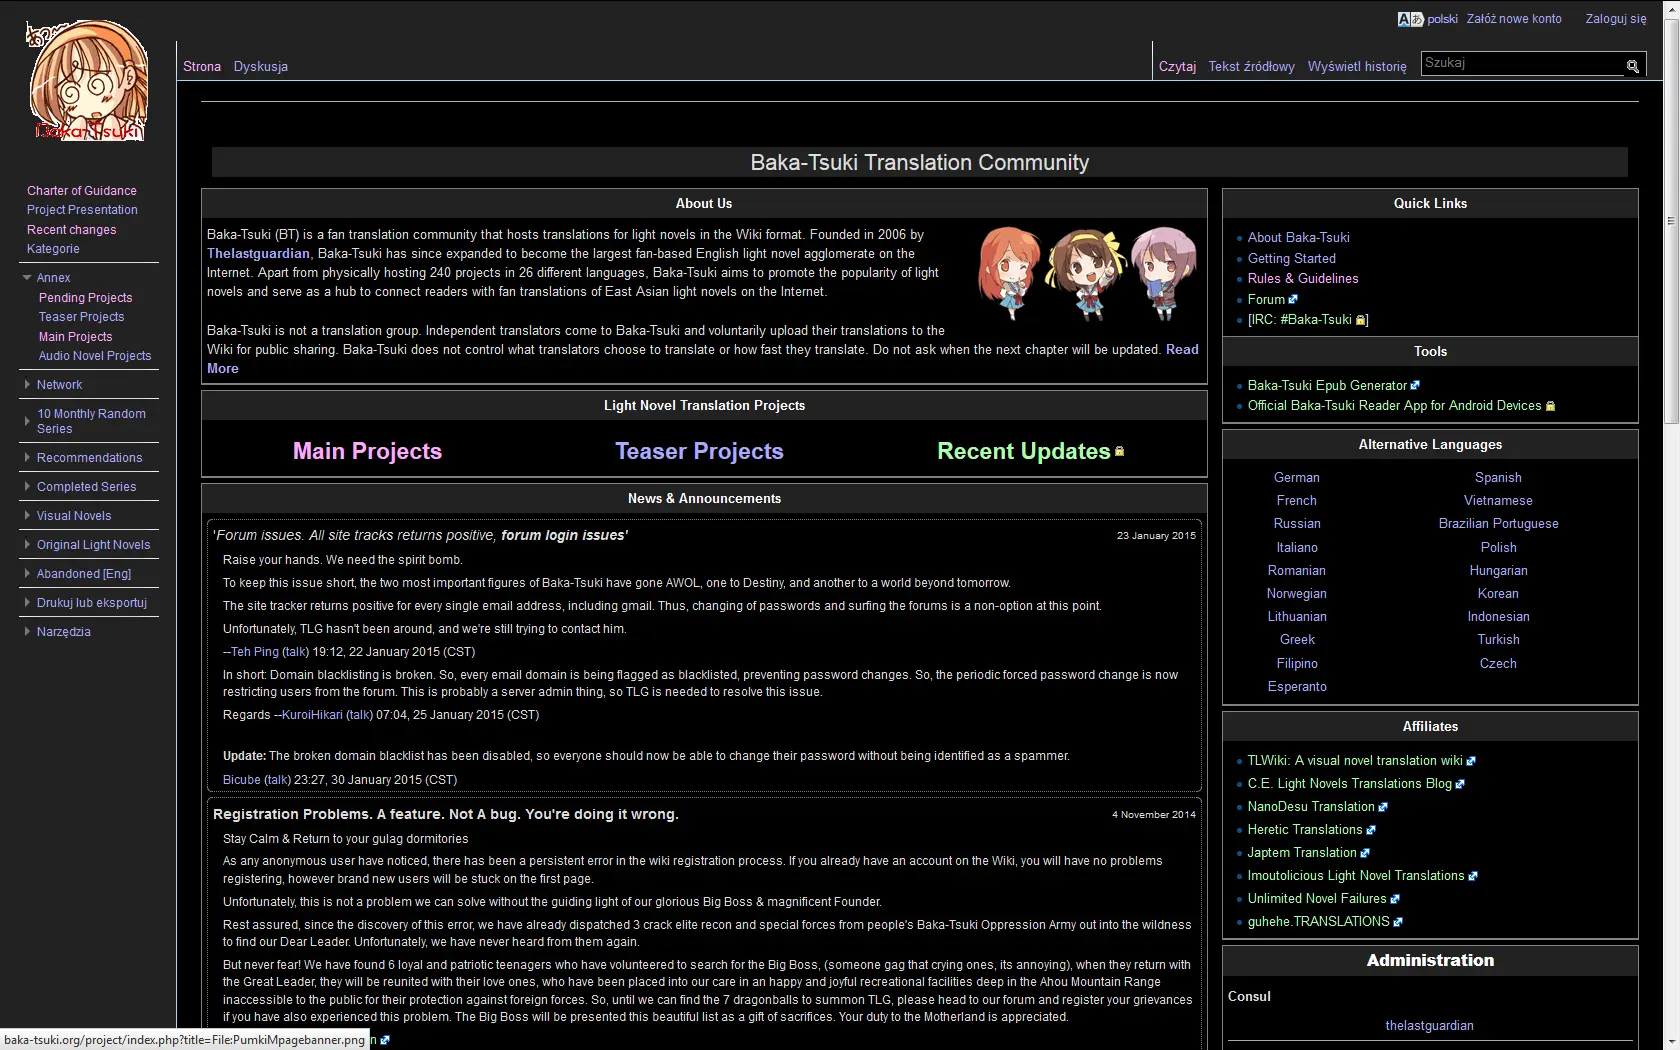 polski Załóż nowe konto Zaloguj się
Baka-Tsuki
Strona Dyskusja
Czytaj Tekst źródłowy Wyświetl historię Szukaj
Charter of Guidance
Project Presentation
Recent changes
Kategorie
Annex
Pending Projects
Teaser Projects
Main Projects
Audio Novel Projects
Network
10 Monthly Random
Series
Recommendations
Completed Series
Visual Novels
Original Light Novels
Abandoned [Eng]
Drukuj lub eksportuj
Narzędzia
Baka-Tsuki Translation Community
About Us
Baka-Tsuki (BT) is a fan translation community that hosts translations for light novels in the Wiki format. Founded in 2006 by
Thelastguardian, Baka-Tsuki has since expanded to become the largest fan-based English light novel agglomerate on the
Internet. Apart from physically hosting 240 projects in 26 different languages, Baka-Tsuki aims to promote the popularity of light
novels and serve as a hub to connect readers with fan translations of East Asian light novels on the Internet.
Baka-Tsuki is not a translation group. Independent translators come to Baka-Tsuki and voluntarily upload their translations to the
Wiki for public sharing. Baka-Tsuki does not control what translators choose to translate or how fast they translate. Do not ask when the next chapter will be updated. Read
More
Light Novel Translation Projects
Main Projects Teaser Projects Recent Updates
News & Announcements
'Forum issues. All site tracks returns positive, forum login issues' 23 January 2015
Raise your hands. We need the spirit bomb.
To keep this issue short, the two most important figures of Baka-Tsuki have gone AWOL, one to Destiny, and another to a world beyond tomorrow.
The site tracker returns positive for every single email address, including gmail. Thus, changing of passwords and surfing the forums is a non-option at this point.
Unfortunately, TLG hasn't been around, and we're still trying to contact him.
--Teh Ping (talk) 19:12, 22 January 2015 (CST)
In short: Domain blacklisting is broken. So, every email domain is being flagged as blacklisted, preventing password changes. So, the periodic forced password change is now
restricting users from the forum. This is probably a server admin thing, so TLG is needed to resolve this issue.
Regards --KuroiHikari (talk) 07:04, 25 January 2015 (CST)
Update: The broken domain blacklist has been disabled, so everyone should now be able to change their password without being identified as a spammer.
Bicube (talk) 23:27, 30 January 2015 (CST)
Registration Problems. A feature. Not A bug. You're doing it wrong. 4 November 2014
Stay Calm & Return to your gulag dormitories
As any anonymous user have noticed, there has been a persistent error in the wiki registration process. If you already have an account on the Wiki, you will have no problems
registering, however brand new users will be stuck on the first page.
Unfortunately, this is not a problem we can solve without the guiding light of our glorious Big Boss & magnificent Founder.
Rest assured, since the discovery of this error, we have already dispatched 3 crack elite recon and special forces from people's Baka-Tsuki Oppression Army out into the wildness
to find our Dear Leader. Unfortunately, we have never heard from them again.
But never fear! We have found 6 loyal and patriotic teenagers who have volunteered to search for the Big Boss, (someone gag that crying ones, its annoying), when they return with
the Great Leader, they will be reunited with their love ones, who have been placed into our care in an happy and joyful recreational facilities deep in the Ahou Mountain Range
inaccessible to the public for their protection against foreign forces. So, until we can find the 7 dragonballs to summon TLG, please head to our forum and register your grievances
if you have also experienced this problem. The Big Boss will be presented this beautiful list as a gift of sacrifices. Your duty to the Motherland is appreciated.
baka-tsuki.org/project/index.php?title=File:PumkiMpagebanner.png
Quick Links
About Baka-Tsuki
Getting Started
Rules & Guidelines
Forum
[IRC: #Baka-Tsuki ]
Tools
Baka-Tsuki Epub Generator
Official Baka-Tsuki Reader App for Android Devices
Alternative Languages
German Spanish
French Vietnamese
Russian Brazilian Portuguese
Italiano Polish
Romanian Hungarian
Norwegian Korean
Lithuanian Indonesian
Greek Turkish
Filipino Czech
Esperanto
Affiliates
TLWiki: A visual novel translation wiki
C.E. Light Novels Translations Blog
NanoDesu Translation
Heretic Translations
Japtem Translation
Imoutolicious Light Novel Translations
Unlimited Novel Failures
guhehe.TRANSLATIONS
Administration
Consul
thelastguardian